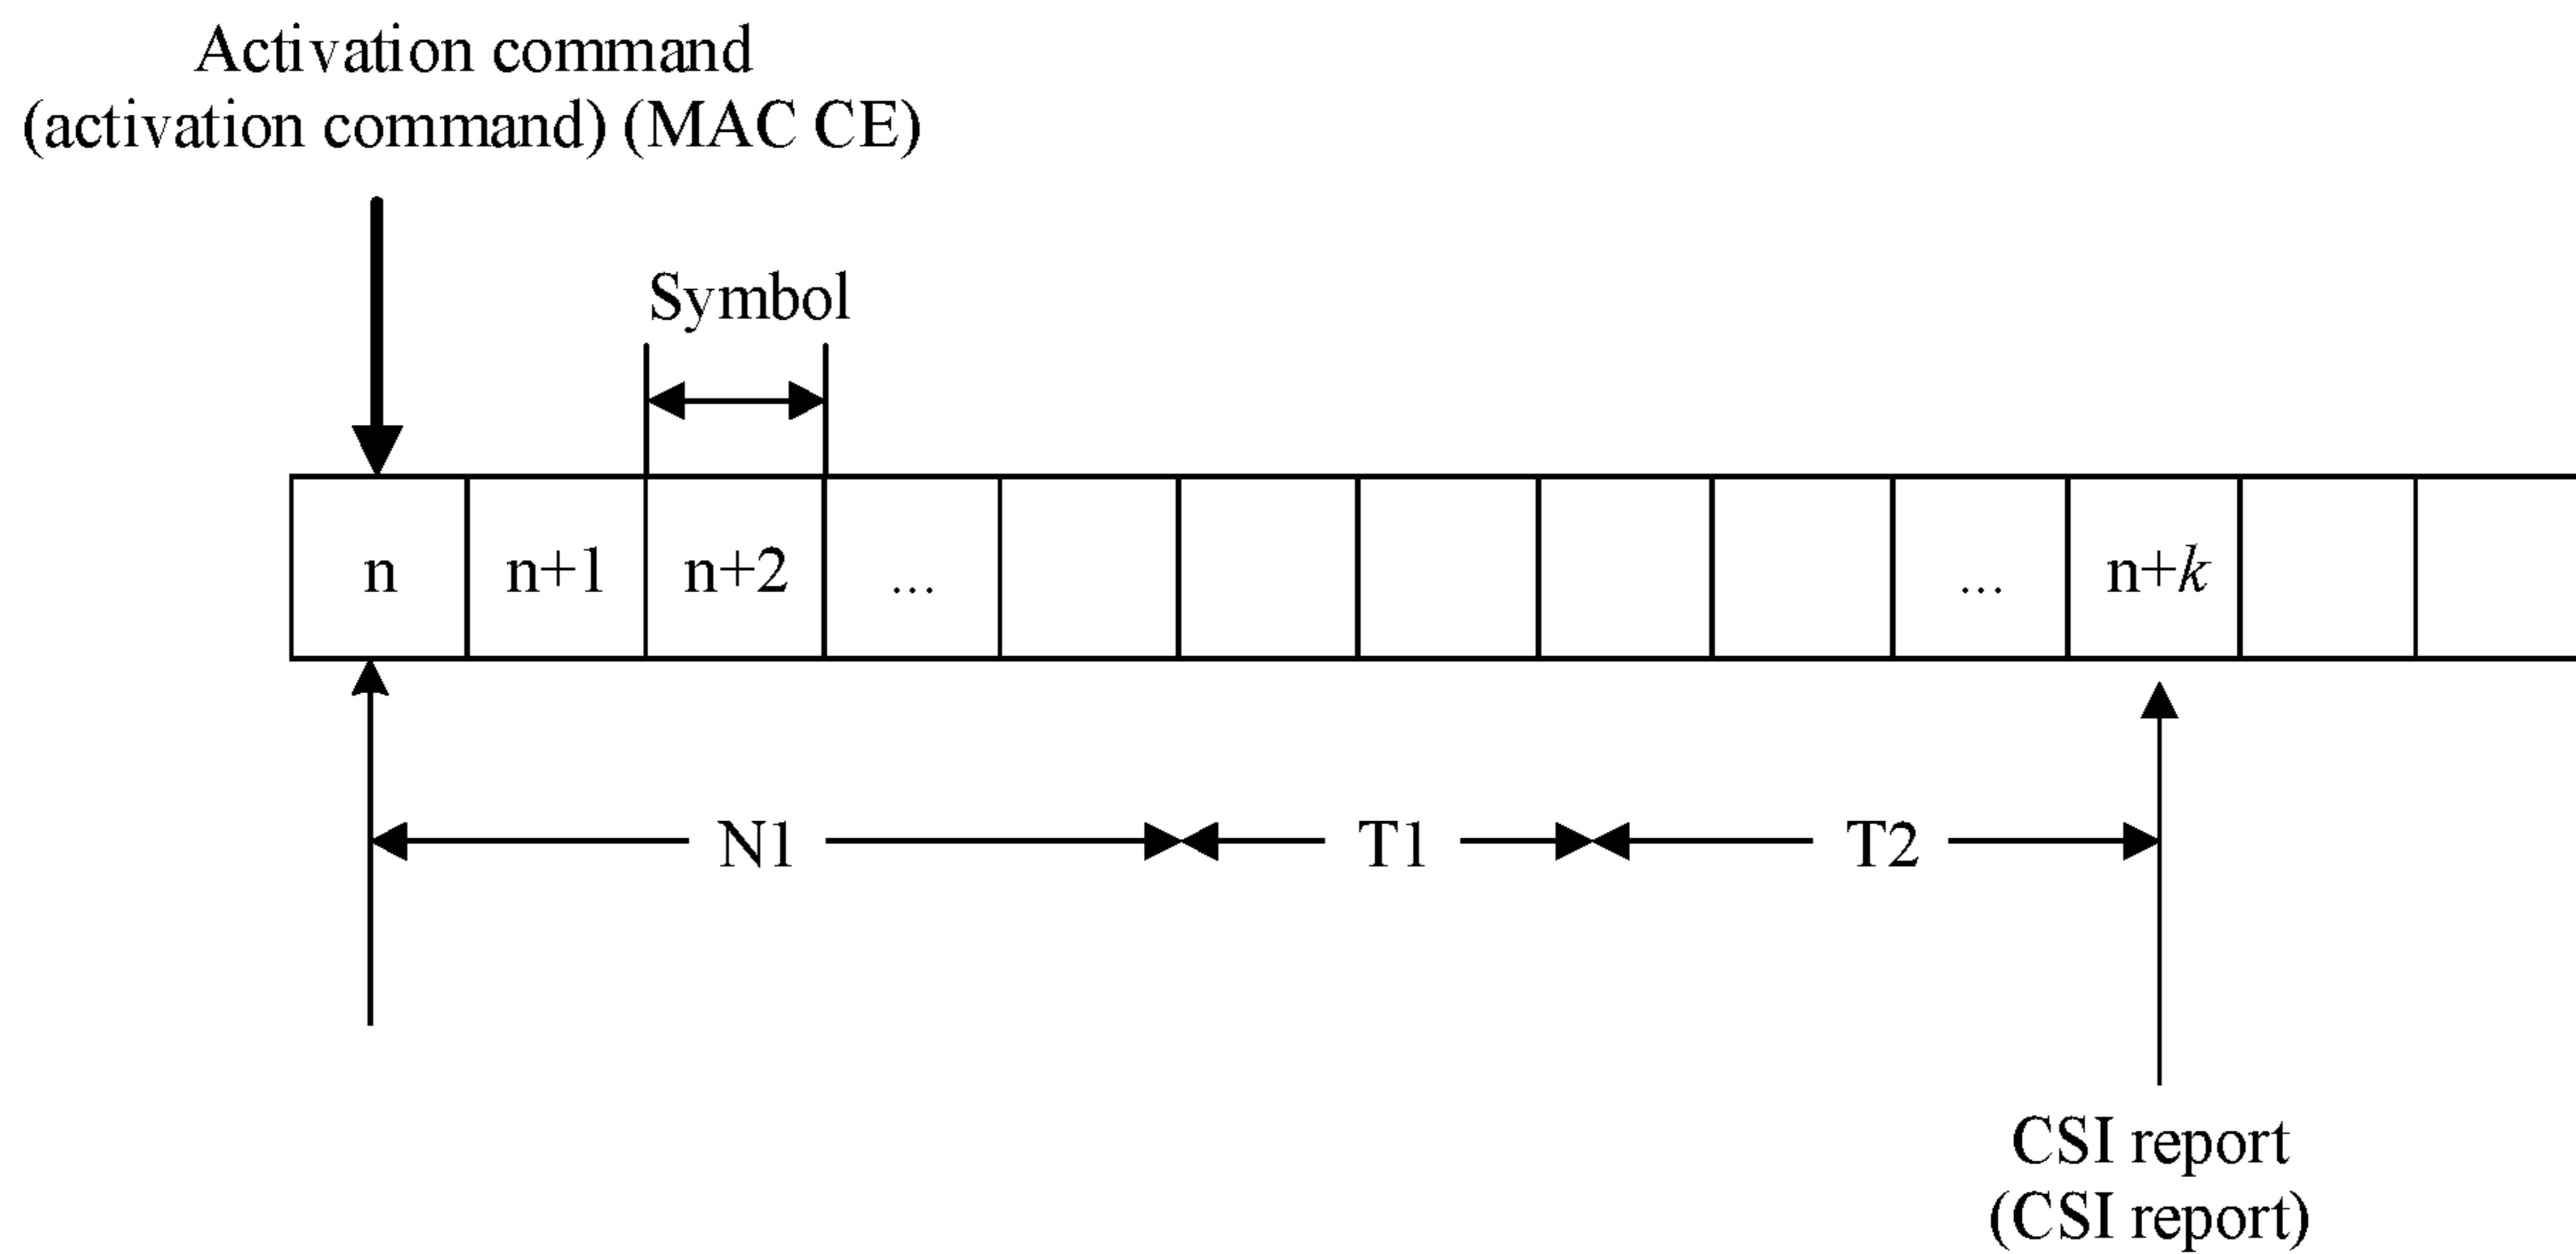 Activation command
(activation command) (MAC CE)
Symbol
n n+1 n+2 ... ... n+k
N1 T1 T2
CSI report
(CSI report)